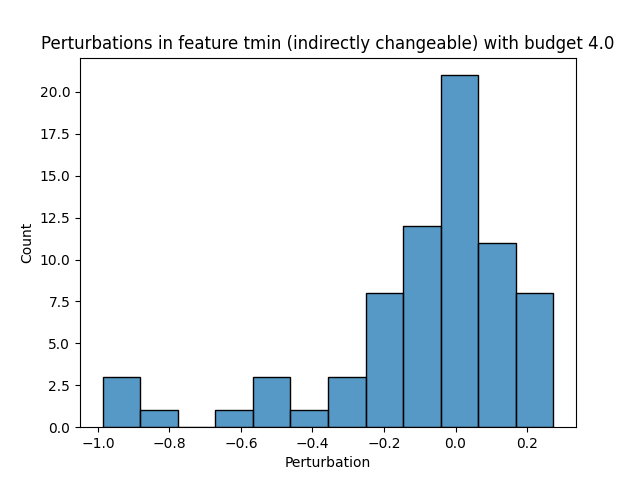 Perturbations in feature tmin (indirectly changeable) with budget 4.0
20.0
17.5
15.0
12.5
10.0
7.5
5.0
2.5
0.0
Count
−1.0 −0.8 −0.6 −0.4 −0.2 0.0 0.2
Perturbation